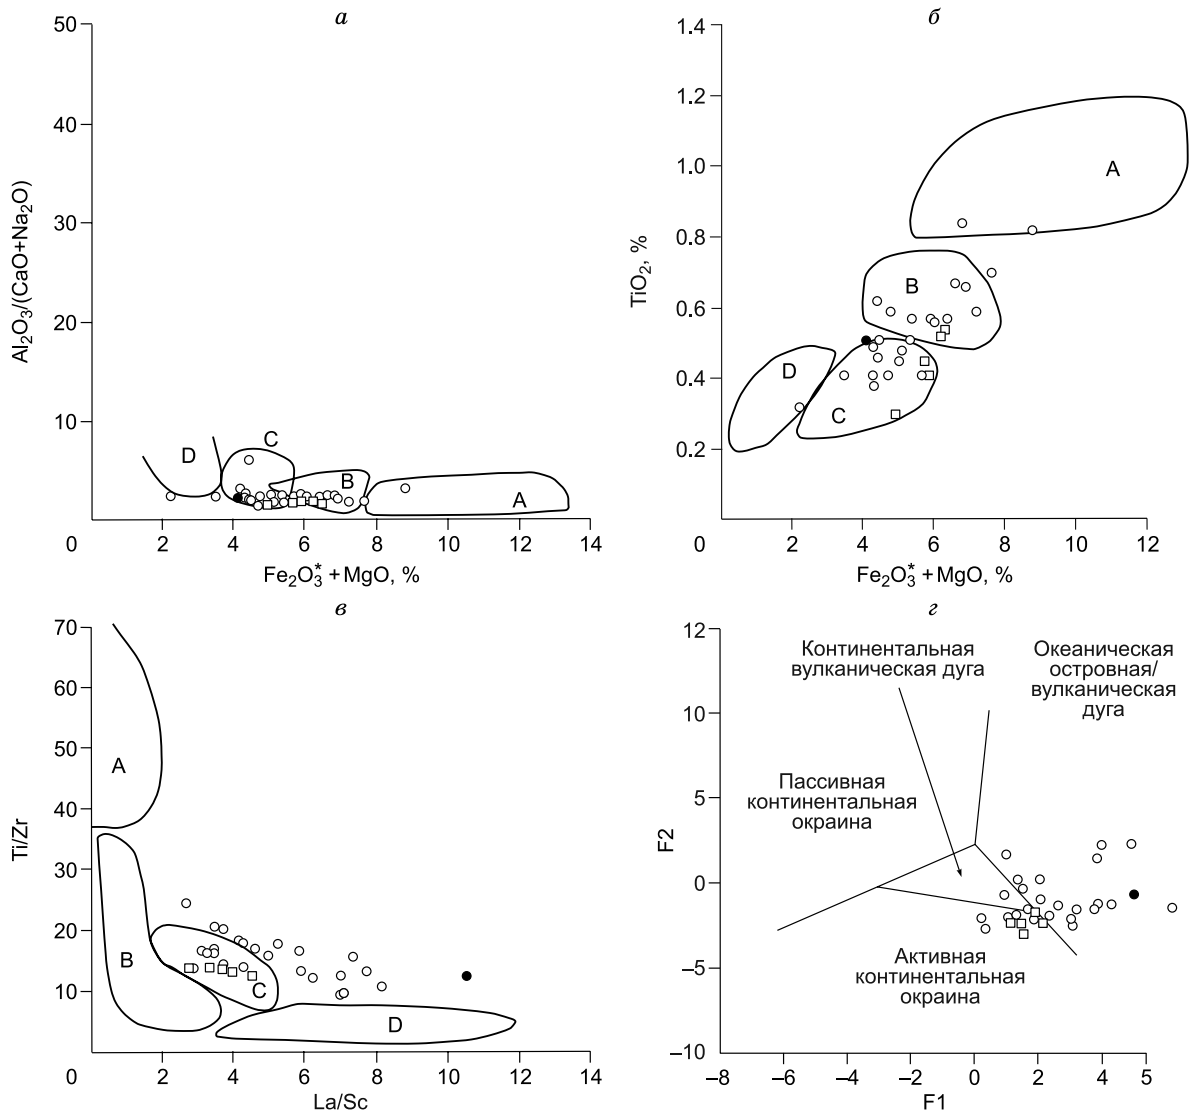 а
50
40
30
20
10
Al₂O₃/(CaO+Na₂O)
D
C
B
A
0
2
4
6
8
10
12
14
Fe₂O₃* + MgO, %
б
1.4
1.2
1.0
0.8
0.6
0.4
0.2
TiO₂, %
A
B
D
C
0
2
4
6
8
10
12
Fe₂O₃* + MgO, %
в
70
60
50
40
30
20
10
Ti/Zr
A
B
C
D
0
2
4
6
8
10
12
14
La/Sc
г
12
10
5
0
–5
–10
F2
Континентальная
вулканическая дуга
Океаническая
островная/
вулканическая
дуга
Пассивная
континентальная
окраина
Активная
континентальная
окраина
–8
–6
–4
–2
0
2
4
5
F1